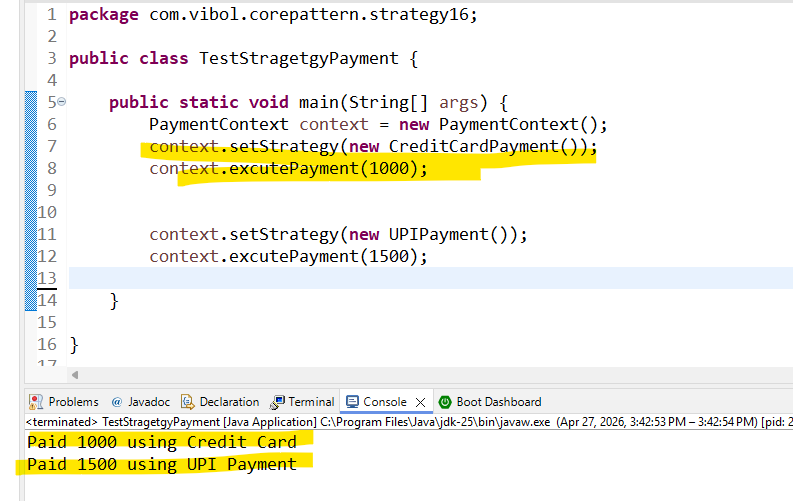 1 package com.vibol.corepattern.strategy16;
2
3 public class TestStragetgyPayment {
4
5 public static void main(String[] args) {
6 PaymentContext context = new PaymentContext();
7 context.setStrategy(new CreditCardPayment());
8 context.excutePayment(1000);
9
10
11 context.setStrategy(new UPIPayment());
12 context.excutePayment(1500);
13
14 }
15
16 }
17
Problems @ Javadoc Declaration Terminal Console Boot Dashboard
<terminated> TestStragetgyPayment [Java Application] C:\Program Files\Java\jdk-25\bin\javaw.exe (Apr 27, 2026, 3:42:53 PM – 3:42:54 PM) [pid: 2
Paid 1000 using Credit Card
Paid 1500 using UPI Payment